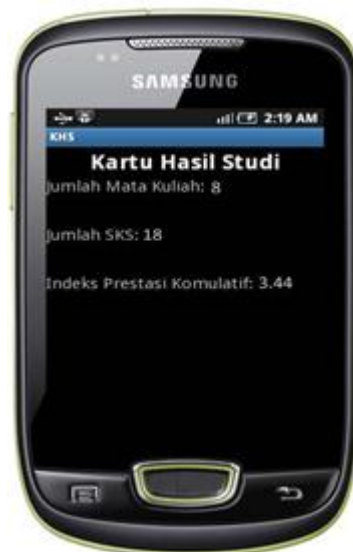 SAMSUNG
2:19 AM
KHS
Kartu Hasil Studi
Jumlah Mata Kuliah: 8
Jumlah SKS: 18
Indeks Prestasi Komulatif: 3.44